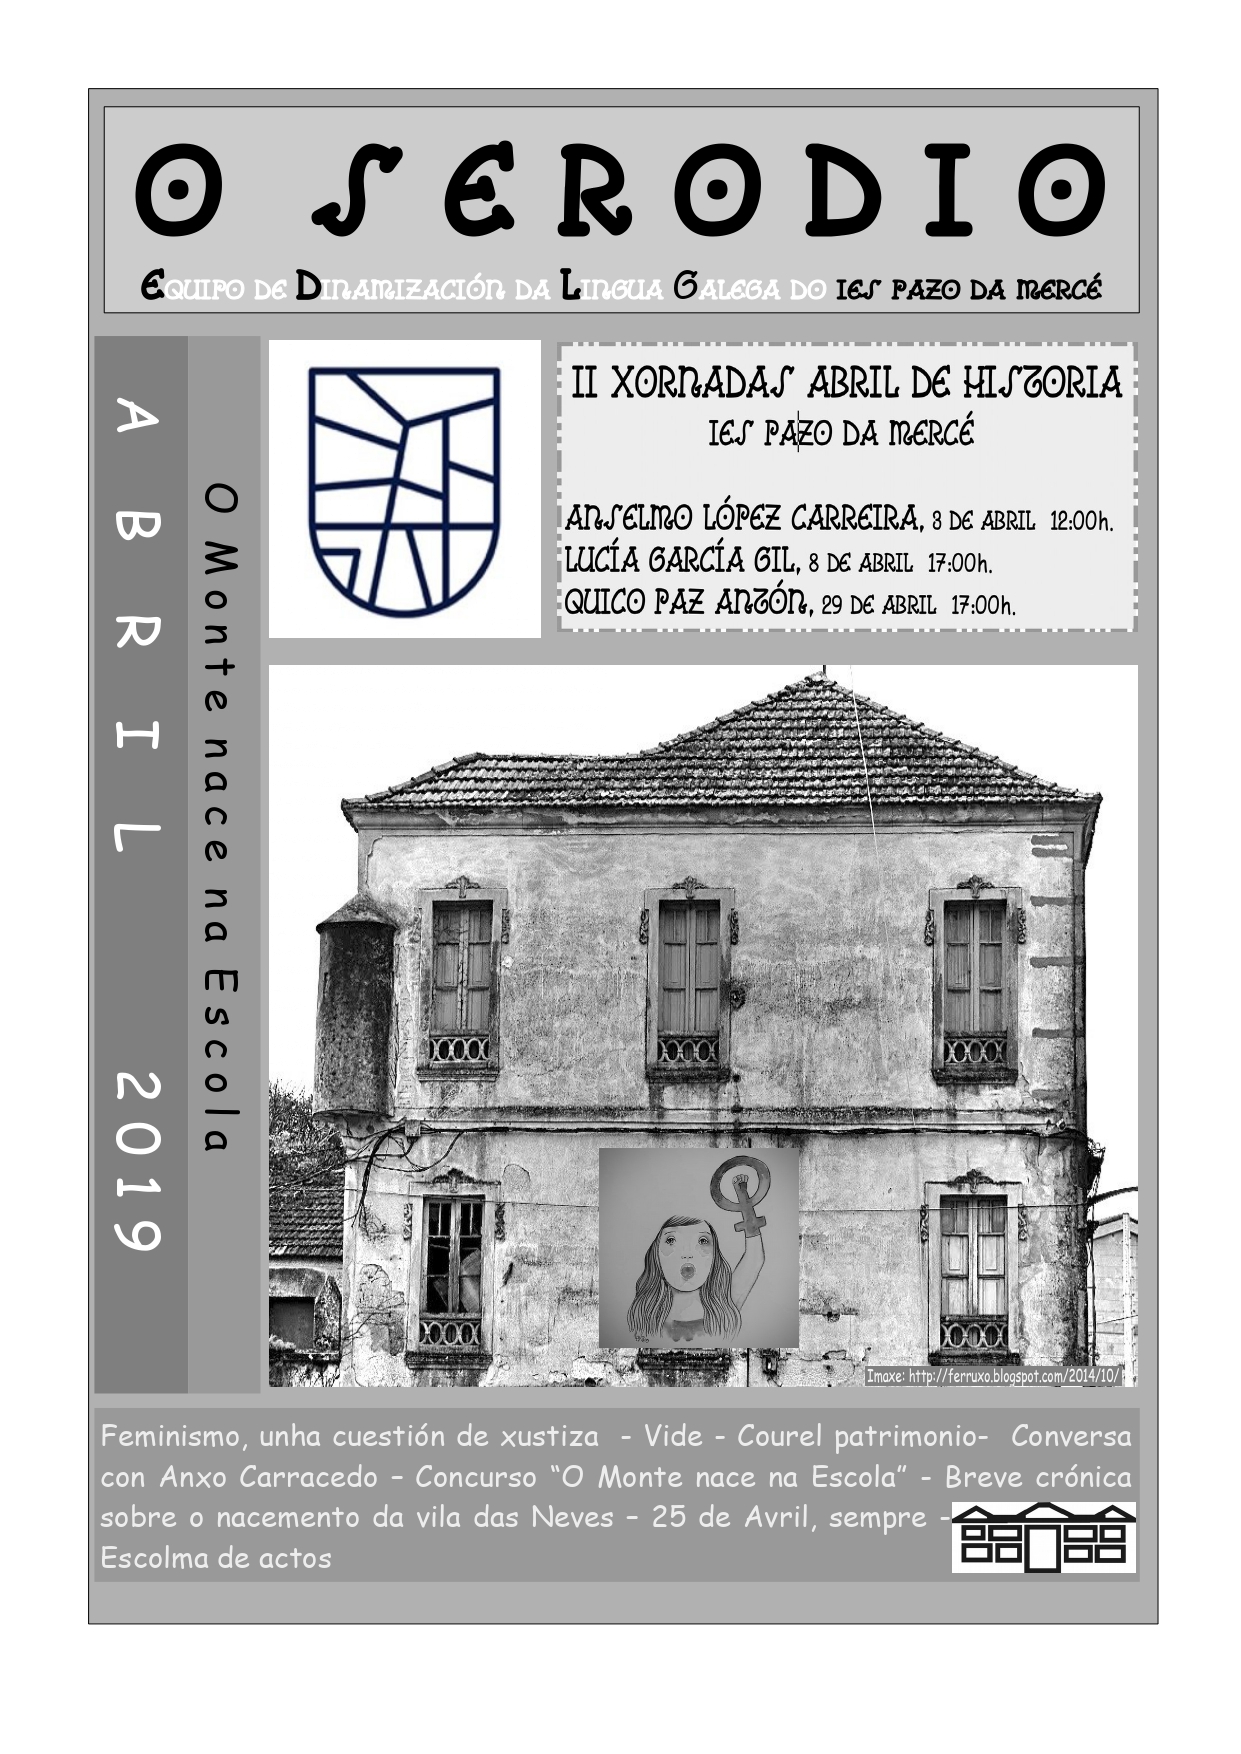 O SERODIO
EQUIPO DE DINAMIZACIÓN DA LINGUA GALEGA DO IES PAZO DA MERCÉ
ABRIL 2019
O Monte nace na Escola
II XORNADAS ABRIL DE HISTORIA
IES PAZO DA MERCÉ
ANSELMO LÓPEZ CARREIRA, 3 DE ABRIL 12:00h.
LUCÍA GARCÍA GIL, 8 DE ABRIL 17:00h.
QUICO PAZ ANTÓN, 29 DE ABRIL 17:00h.
Imaxe: http://ferruxo.blogspot.com/2014/10/
Feminismo, unha cuestión de xustiza - Vide - Courel patrimonio- Conversa
con Anxo Carracedo – Concurso “O Monte nace na Escola” - Breve crónica
sobre o nacemento da vila das Neves – 25 de Avril, sempre -
Escolma de actos